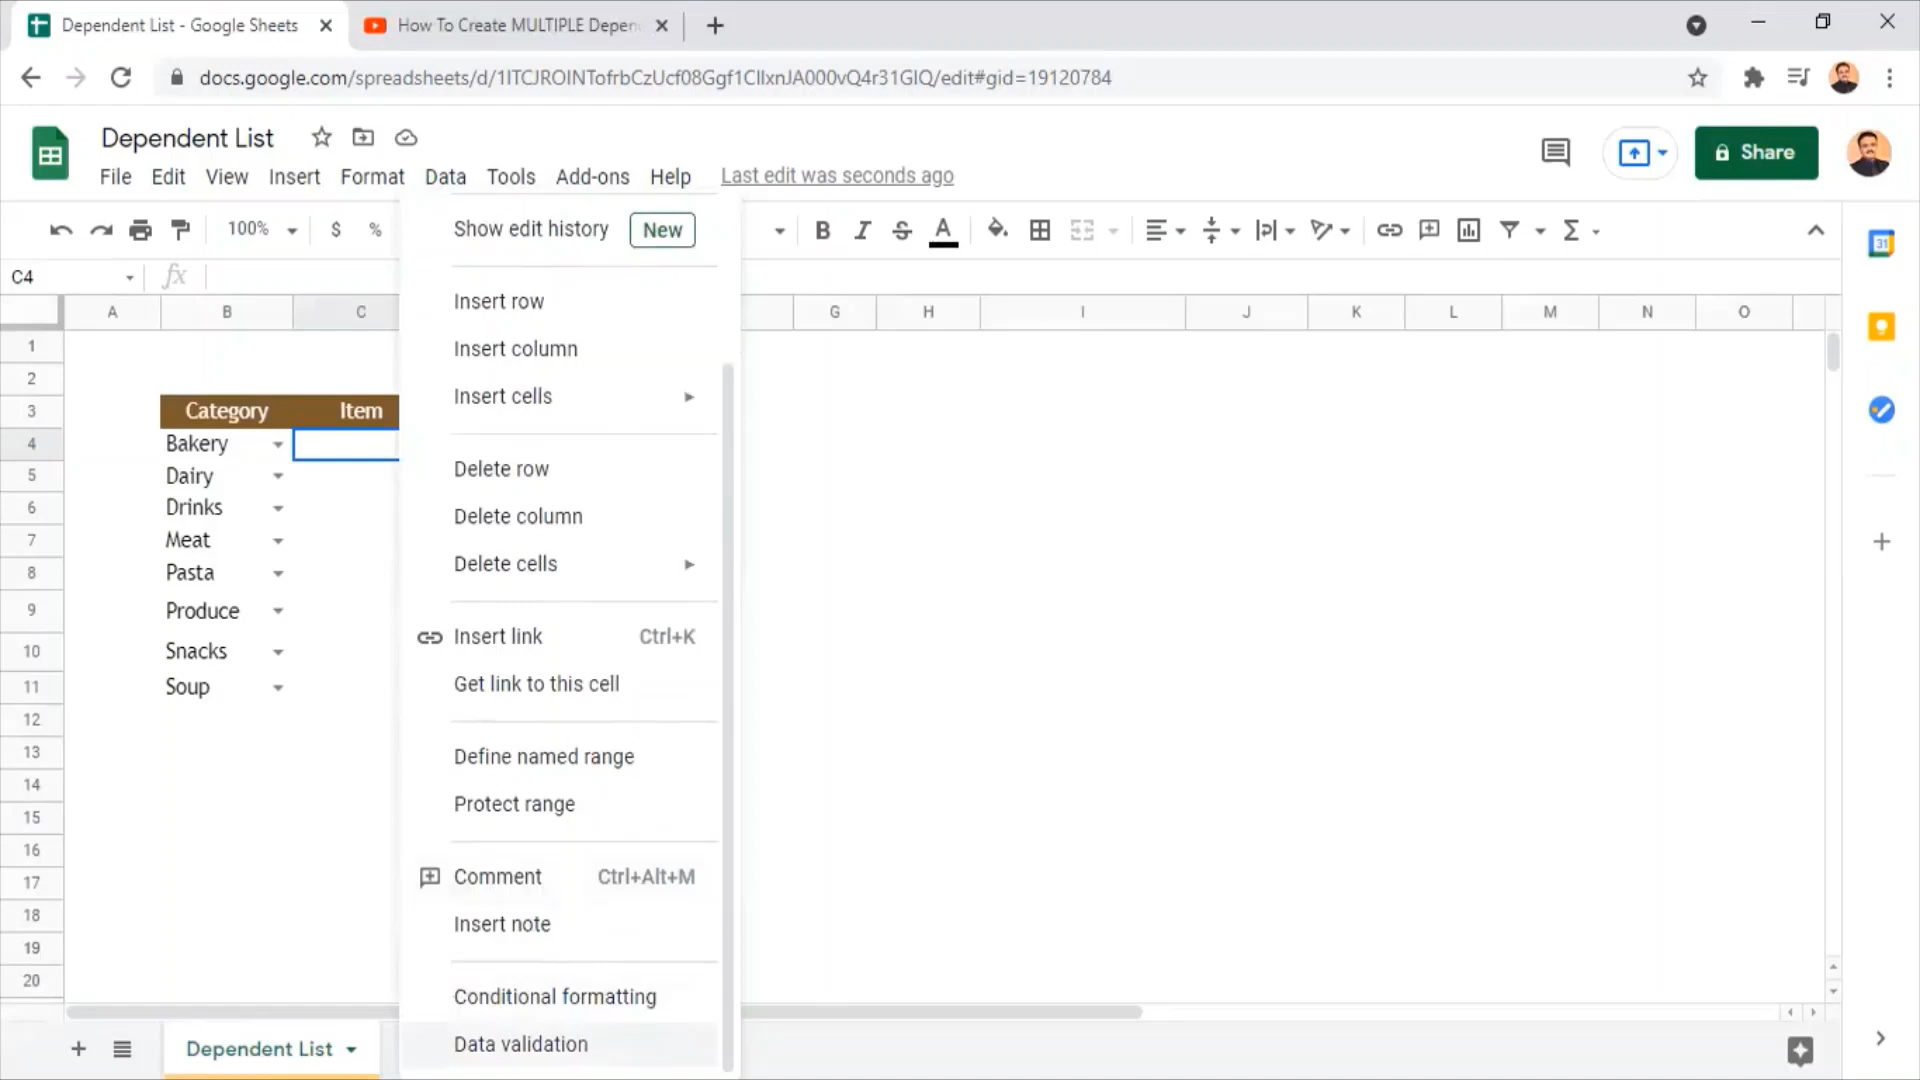 Dependent List - Google Sheets
How To Create MULTIPLE Depen
docs.google.com/spreadsheets/d/1ITCJROINTofrbCzUcf08Ggf1CIlxnJA000vQ4r31GIQ/edit#gid=19120784
Dependent List
Share
File Edit View Insert Format Data Tools Add-ons Help Last edit was seconds ago
100% $ % B I S A Σ
31
C4 fx
A B C G H I J K L M N O
1
2
3 Category Item
4 Bakery
5 Dairy
6 Drinks
7 Meat
8 Pasta
9 Produce
10 Snacks
11 Soup
12
13
14
15
16
17
18
19
20
Show edit history New
Insert row
Insert column
Insert cells
Delete row
Delete column
Delete cells
Insert link Ctrl+K
Get link to this cell
Define named range
Protect range
Comment Ctrl+Alt+M
Insert note
Conditional formatting
Data validation
Dependent List